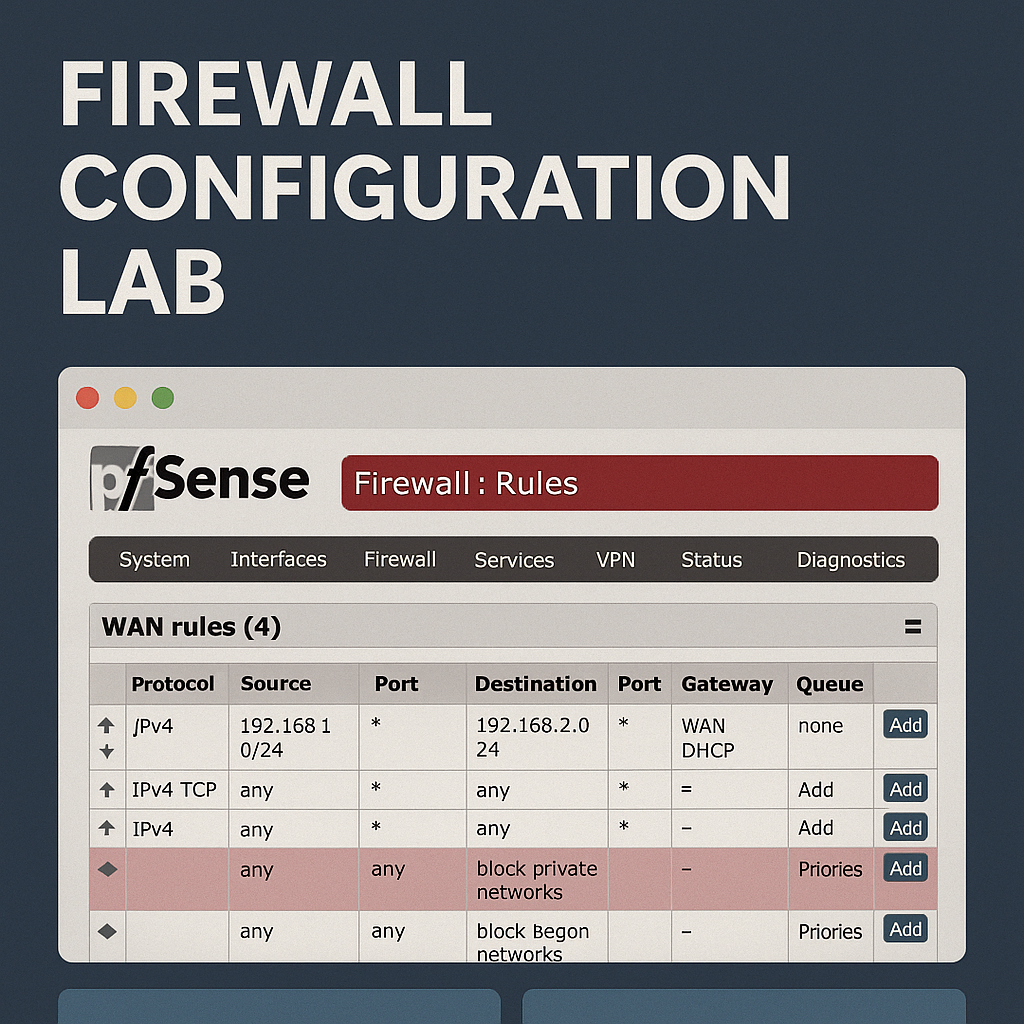 FIREWALL
CONFIGURATION
LAB
pfSense
Firewall : Rules
System Interfaces Firewall Services VPN Status Diagnostics
WAN rules (4)
Protocol Source Port Destination Port Gateway Queue
ʃPv4 192.168 1 * 192.168.2.0 * WAN none Add
0/24 24 DHCP
IPv4 TCP any * any * = Add Add
IPv4 any * any * – Add Add
any any block private – Priories Add
networks
any any block Begon – Priories Add
networks